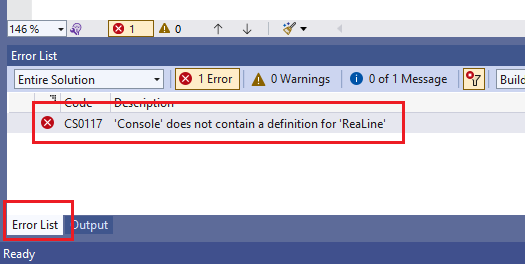 146 % 1 0
Error List
Entire Solution 1 Error 0 Warnings 0 of 1 Message Build
Code Description
CS0117 'Console' does not contain a definition for 'ReaLine'
Error List Output
Ready